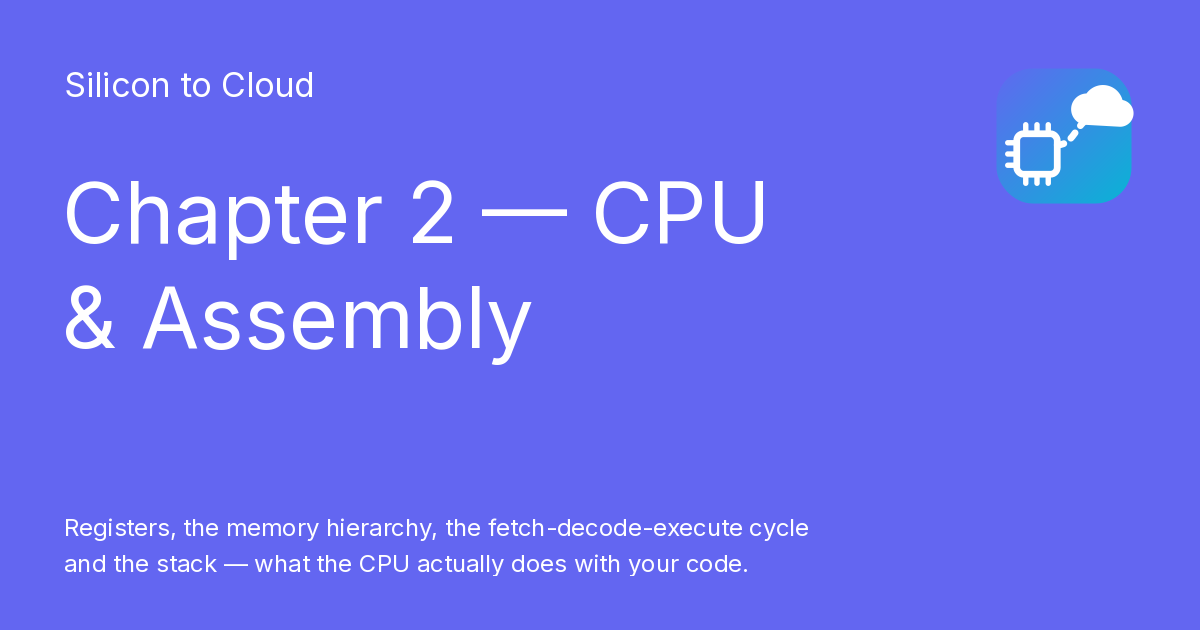 Silicon to Cloud
Chapter 2 — CPU
& Assembly
Registers, the memory hierarchy, the fetch-decode-execute cycle
and the stack — what the CPU actually does with your code.